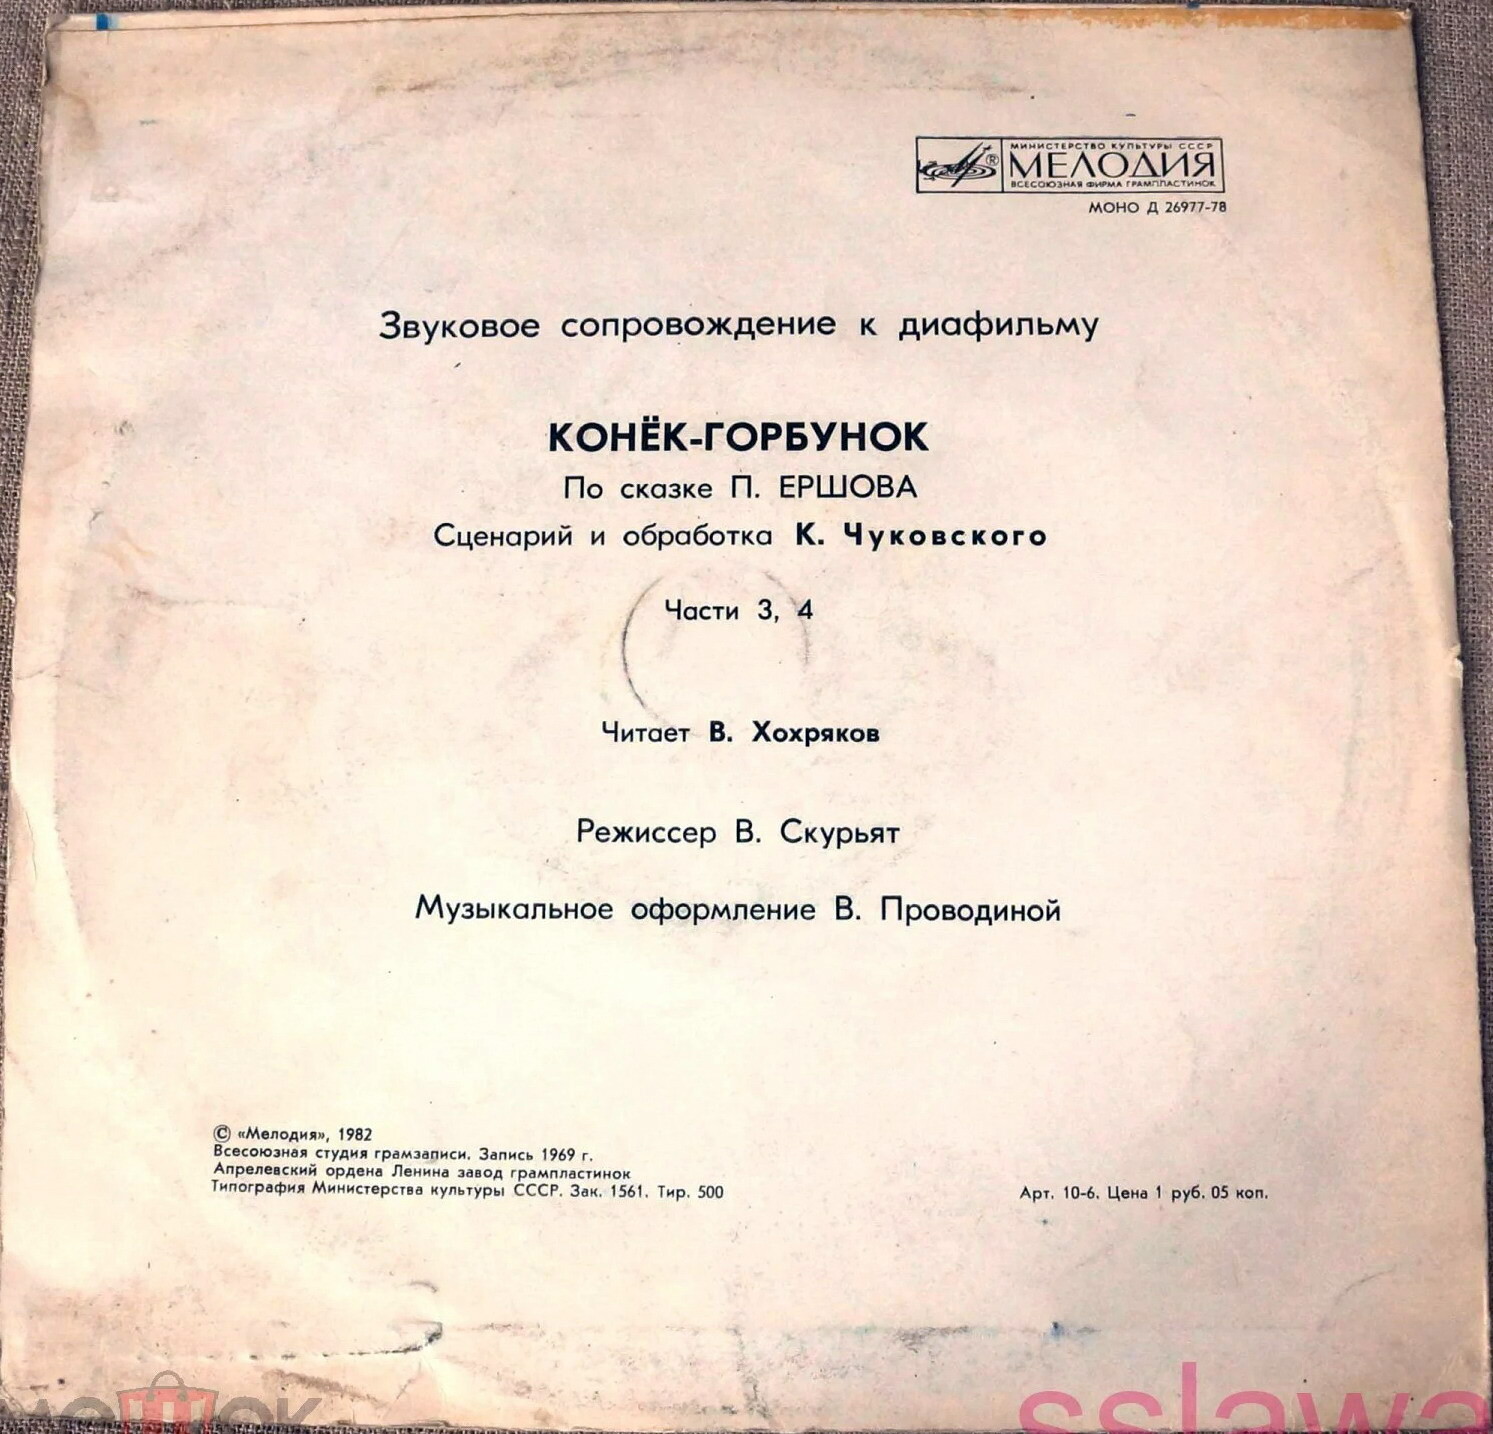 МИНИСТЕРСТВО КУЛЬТУРЫ СССР
® МЕЛОДИЯ
ВСЕСОЮЗНАЯ ФИРМА ГРАМПЛАСТИНОК
МОНО Д 26977-78
Звуковое сопровождение к диафильму
КОНЁК-ГОРБУНОК
По сказке П. ЕРШОВА
Сценарий и обработка К. Чуковского
Части 3, 4
Читает В. Хохряков
Режиссер В. Скурьят
Музыкальное оформление В. Проводиной
© «Мелодия», 1982
Всесоюзная студия грамзаписи. Запись 1969 г.
Апрелевский ордена Ленина завод грампластинок
Типография Министерства культуры СССР. Зак. 1561. Тир. 500
Арт. 10-6. Цена 1 руб. 05 коп.
sslawa